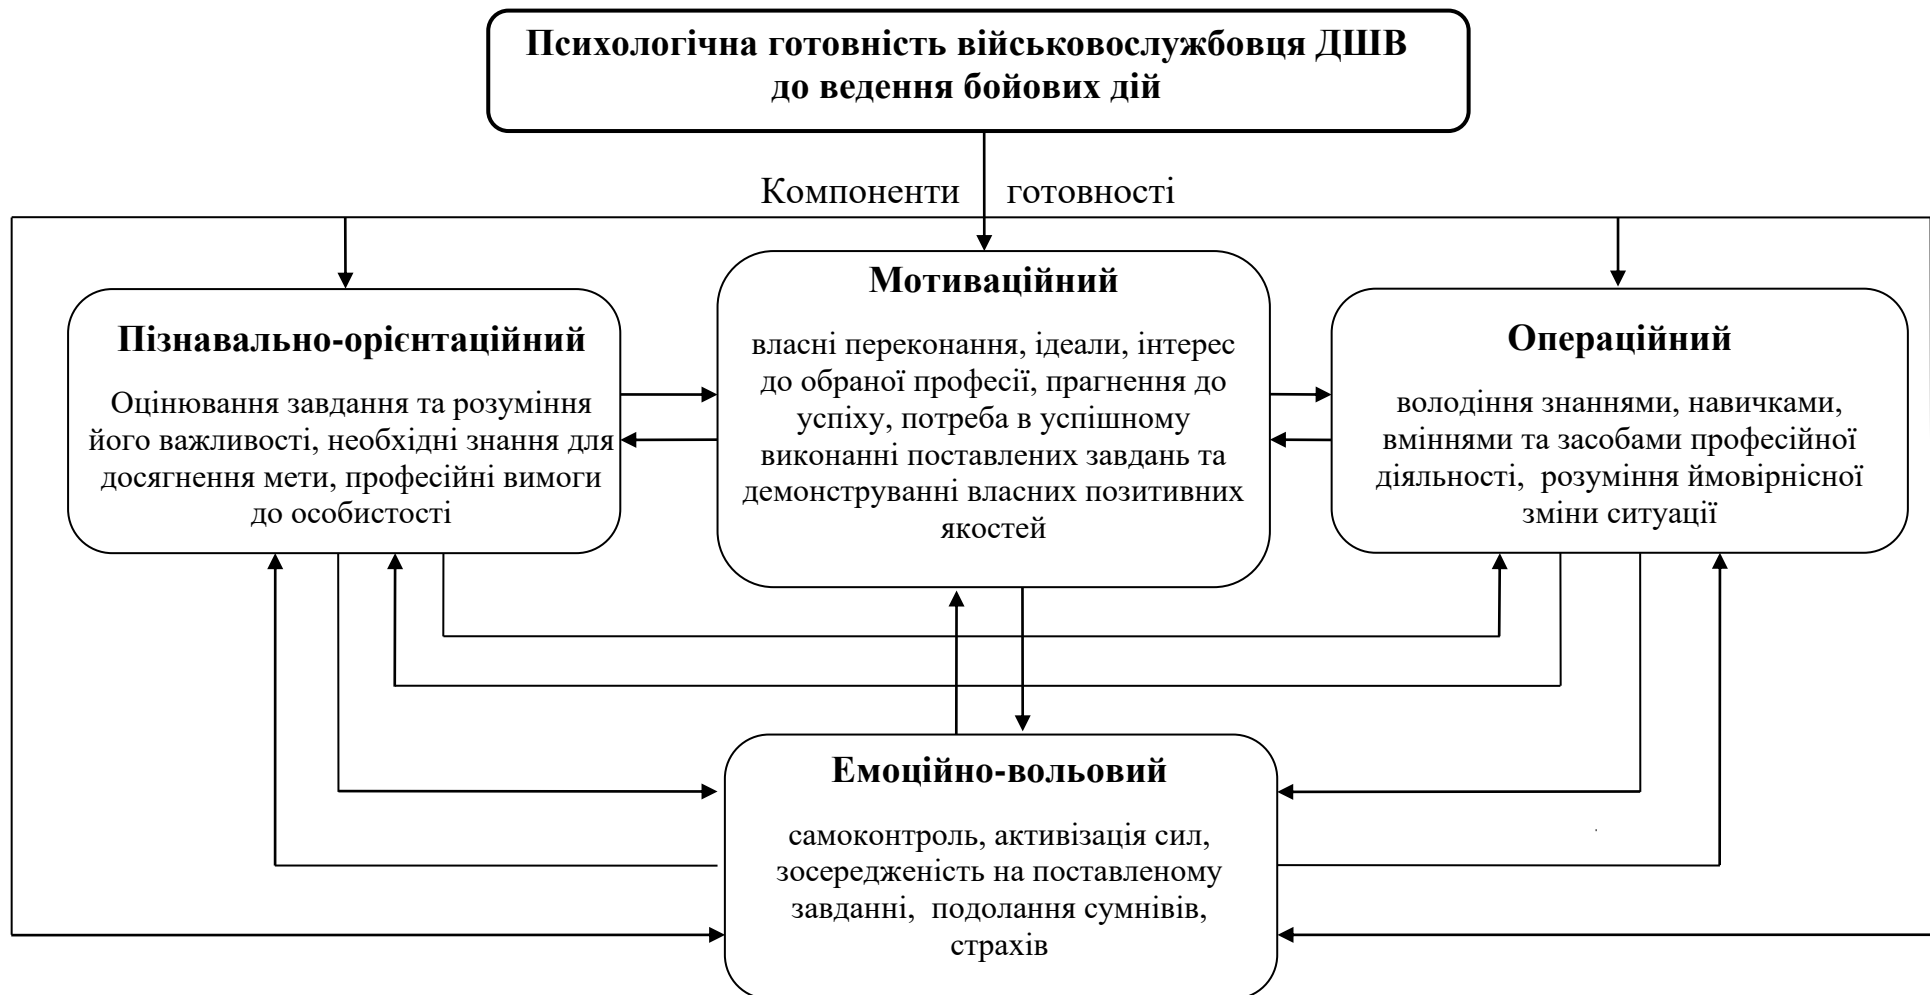 Психологічна готовність військовослужбовця ДШВ
до ведення бойових дій
Компоненти готовності
Пізнавально-орієнтаційний
Оцінювання завдання та розуміння
його важливості, необхідні знання для
досягнення мети, професійні вимоги
до особистості
Мотиваційний
власні переконання, ідеали, інтерес
до обраної професії, прагнення до
успіху, потреба в успішному
виконанні поставлених завдань та
демонструванні власних позитивних
якостей
Операційний
володіння знаннями, навичками,
вміннями та засобами професійної
діяльності, розуміння ймовірнісної
зміни ситуації
Емоційно-вольовий
самоконтроль, активізація сил,
зосередженість на поставленому
завданні, подолання сумнівів,
страхів